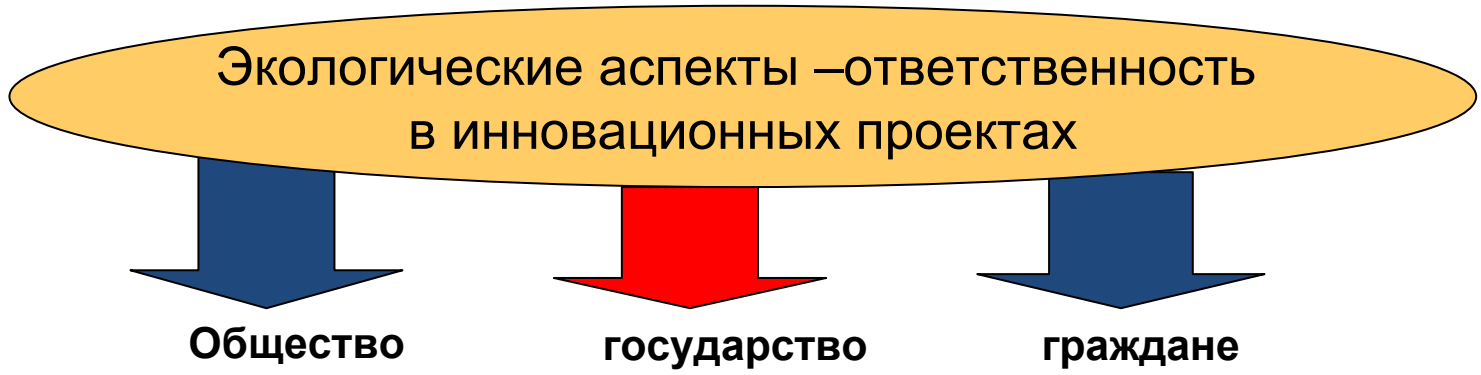 Экологические аспекты –ответственность
в инновационных проектах
Общество
государство
граждане